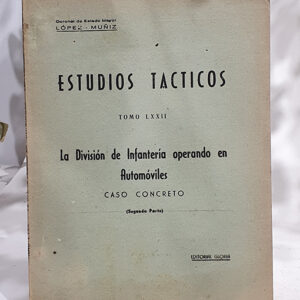 Coronel de Estado Mayor
LÓPEZ - MUÑIZ
ESTUDIOS TACTICOS
TOMO LXXII
La División de Infantería operando en
Automóviles
CASO CONCRETO
(Segunda Parte)
EDITORIAL GLORIA